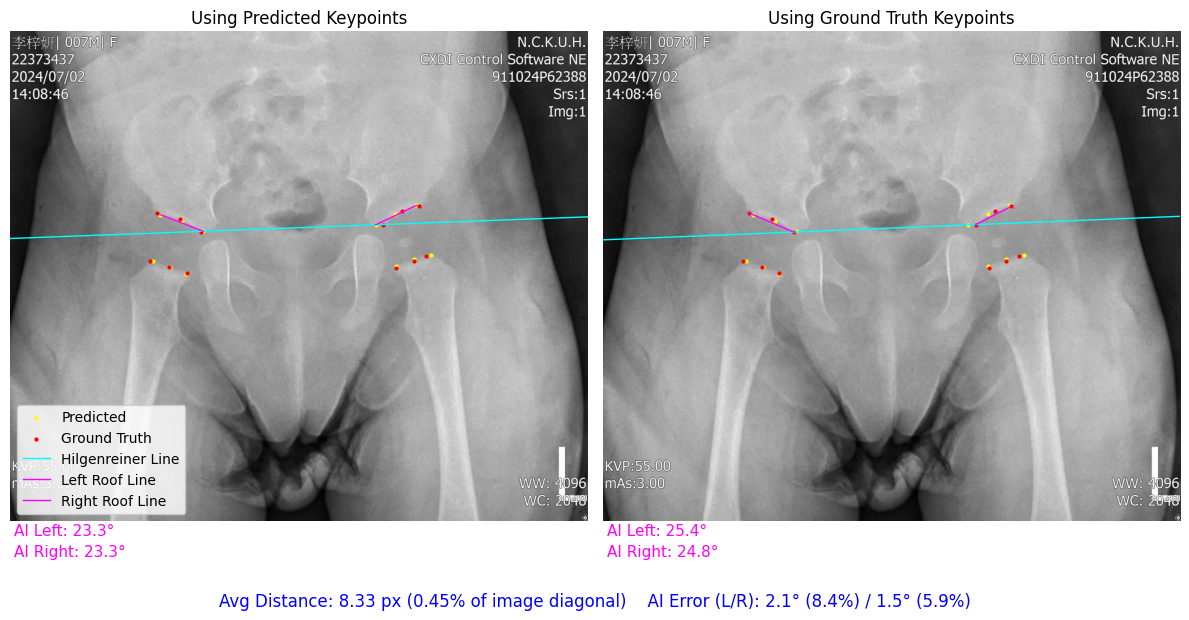 Using Predicted Keypoints
李梓妍| 007M| F
22373437
2024/07/02
14:08:46
N.C.K.U.H.
CXDI Control Software NE
911024P62388
Srs:1
Img:1
Predicted
Ground Truth
Hilgenreiner Line
Left Roof Line
Right Roof Line
WW: 4096
WC: 2048
AI Left: 23.3°
AI Right: 23.3°
Using Ground Truth Keypoints
李梓妍| 007M| F
22373437
2024/07/02
14:08:46
N.C.K.U.H.
CXDI Control Software NE
911024P62388
Srs:1
Img:1
KVP:55.00
mAs:3.00
WW: 4096
WC: 2048
AI Left: 25.4°
AI Right: 24.8°
Avg Distance: 8.33 px (0.45% of image diagonal) AI Error (L/R): 2.1° (8.4%) / 1.5° (5.9%)